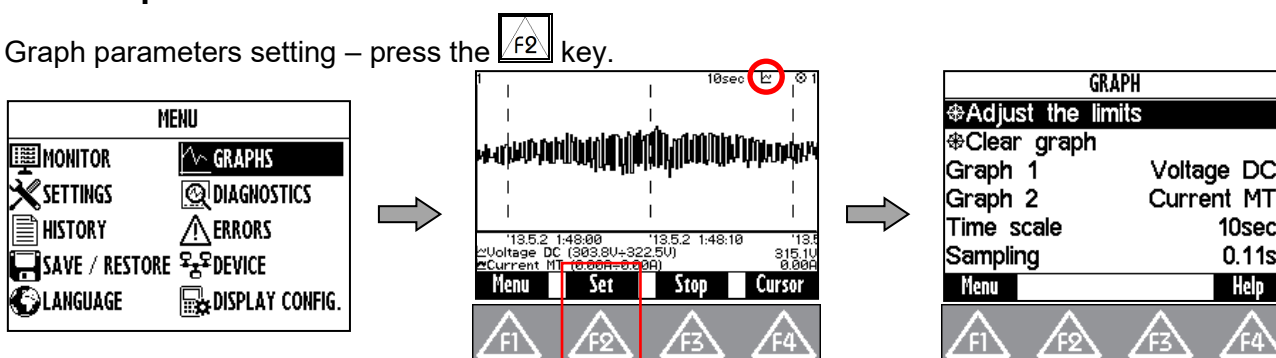 Graph parameters setting – press the F2 key.
MENU
MONITOR GRAPHS
SETTINGS DIAGNOSTICS
HISTORY ERRORS
SAVE / RESTORE DEVICE
LANGUAGE DISPLAY CONFIG.
1 10sec 1
'13.5.2 1:48:00 '13.5.2 1:48:10 '13.5
Voltage DC (303.8V÷322.5V) 315.1V
Current MT (0.00A÷0.00A) 0.00A
Menu Set Stop Cursor
F1 F2 F3 F4
GRAPH
Adjust the limits
Clear graph
Graph 1 Voltage DC
Graph 2 Current MT
Time scale 10sec
Sampling 0.11s
Menu Help
F1 F2 F3 F4